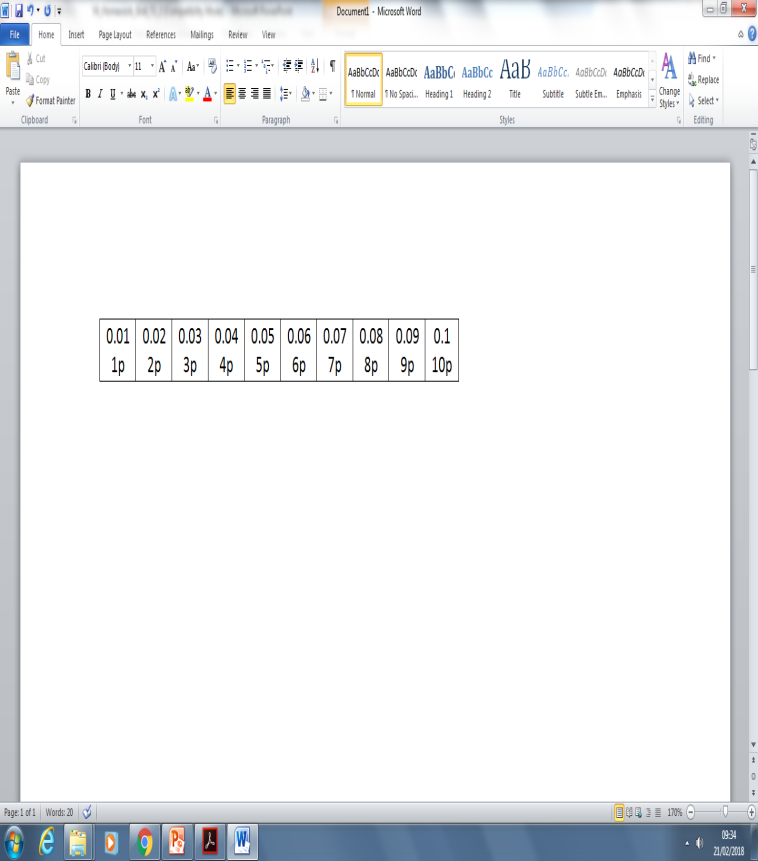 Document1 - Microsoft Word
File Home Insert Page Layout References Mailings Review View
Paste
Cut
Copy
Format Painter
Clipboard
Calibri (Body) 11
Font
Paragraph
AaBbCcDc AaBbCcDc AaBbC AaBbCc AaB AaBbCc. AaBbCcDc AaBbCcDc
¶ Normal ¶ No Spaci... Heading 1 Heading 2 Title Subtitle Subtle Em... Emphasis
Change Styles
Styles
Find
Replace
Select
Editing
0.01 0.02 0.03 0.04 0.05 0.06 0.07 0.08 0.09 0.1
1p 2p 3p 4p 5p 6p 7p 8p 9p 10p
Page: 1 of 1 Words: 20 170%
09:34
21/02/2018